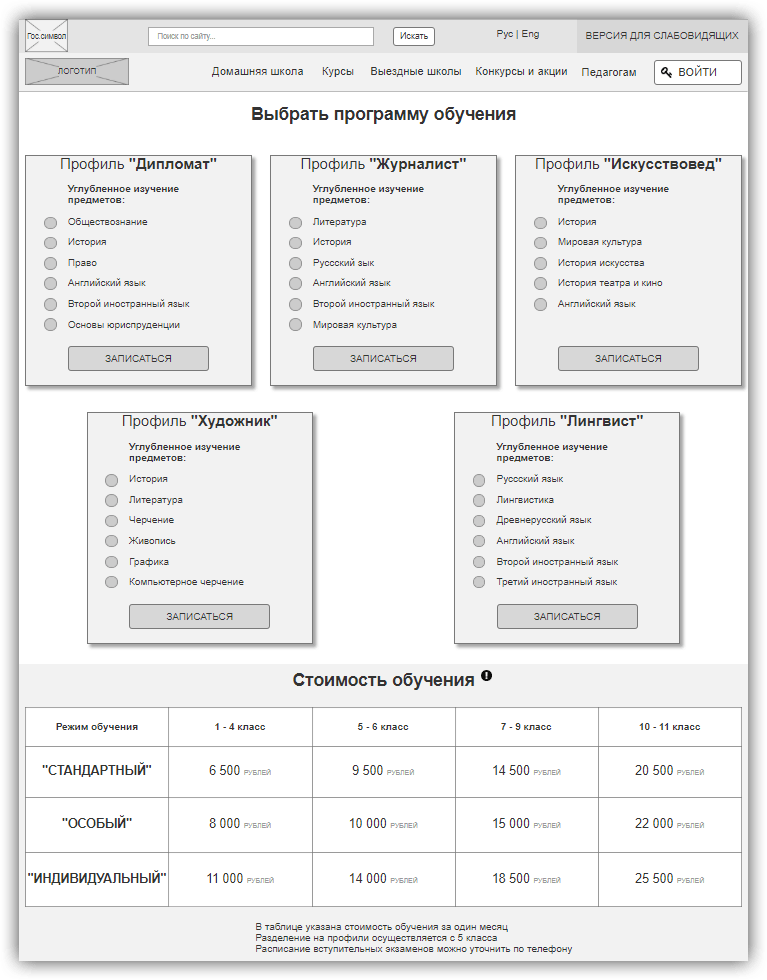 Гос.символ
Поиск по сайту...
Искать
Рус | Eng
ВЕРСИЯ ДЛЯ СЛАБОВИДЯЩИХ
ЛОГОТИП
Домашняя школа
Курсы
Выездные школы
Конкурсы и акции
Педагогам
ВОЙТИ
Выбрать программу обучения
Профиль "Дипломат"
Углубленное изучение
предметов:
Обществознание
История
Право
Английский язык
Второй иностранный язык
Основы юриспруденции
ЗАПИСАТЬСЯ
Профиль "Журналист"
Углубленное изучение
предметов:
Литература
История
Руссский зык
Английский язык
Второй иностранный язык
Мировая культура
ЗАПИСАТЬСЯ
Профиль "Искусствовед"
Углубленное изучение
предметов:
История
Мировая культура
История искусства
История театра и кино
Английский язык
ЗАПИСАТЬСЯ
Профиль "Художник"
Углубленное изучение
предметов:
История
Литература
Черчение
Живопись
Графика
Компьютерное черчение
ЗАПИСАТЬСЯ
Профиль "Лингвист"
Углубленное изучение
предметов:
Руссский язык
Лингвистика
Древнерусский язык
Английский язык
Второй иностранный язык
Третий иностранный язык
ЗАПИСАТЬСЯ
Стоимость обучения !
Режим обучения 1 - 4 класс 5 - 6 класс 7 - 9 класс 10 - 11 класс
"СТАНДАРТНЫЙ" 6 500 РУБЛЕЙ 9 500 РУБЛЕЙ 14 500 РУБЛЕЙ 20 500 РУБЛЕЙ
"ОСОБЫЙ" 8 000 РУБЛЕЙ 10 000 РУБЛЕЙ 15 000 РУБЛЕЙ 22 000 РУБЛЕЙ
"ИНДИВИДУАЛЬНЫЙ" 11 000 РУБЛЕЙ 14 000 РУБЛЕЙ 18 500 РУБЛЕЙ 25 500 РУБЛЕЙ
В таблице указана стоимость обучения за один месяц
Разделение на профили осуществляется с 5 класса
Расписание вступительных экзаменов можно уточнить по телефону